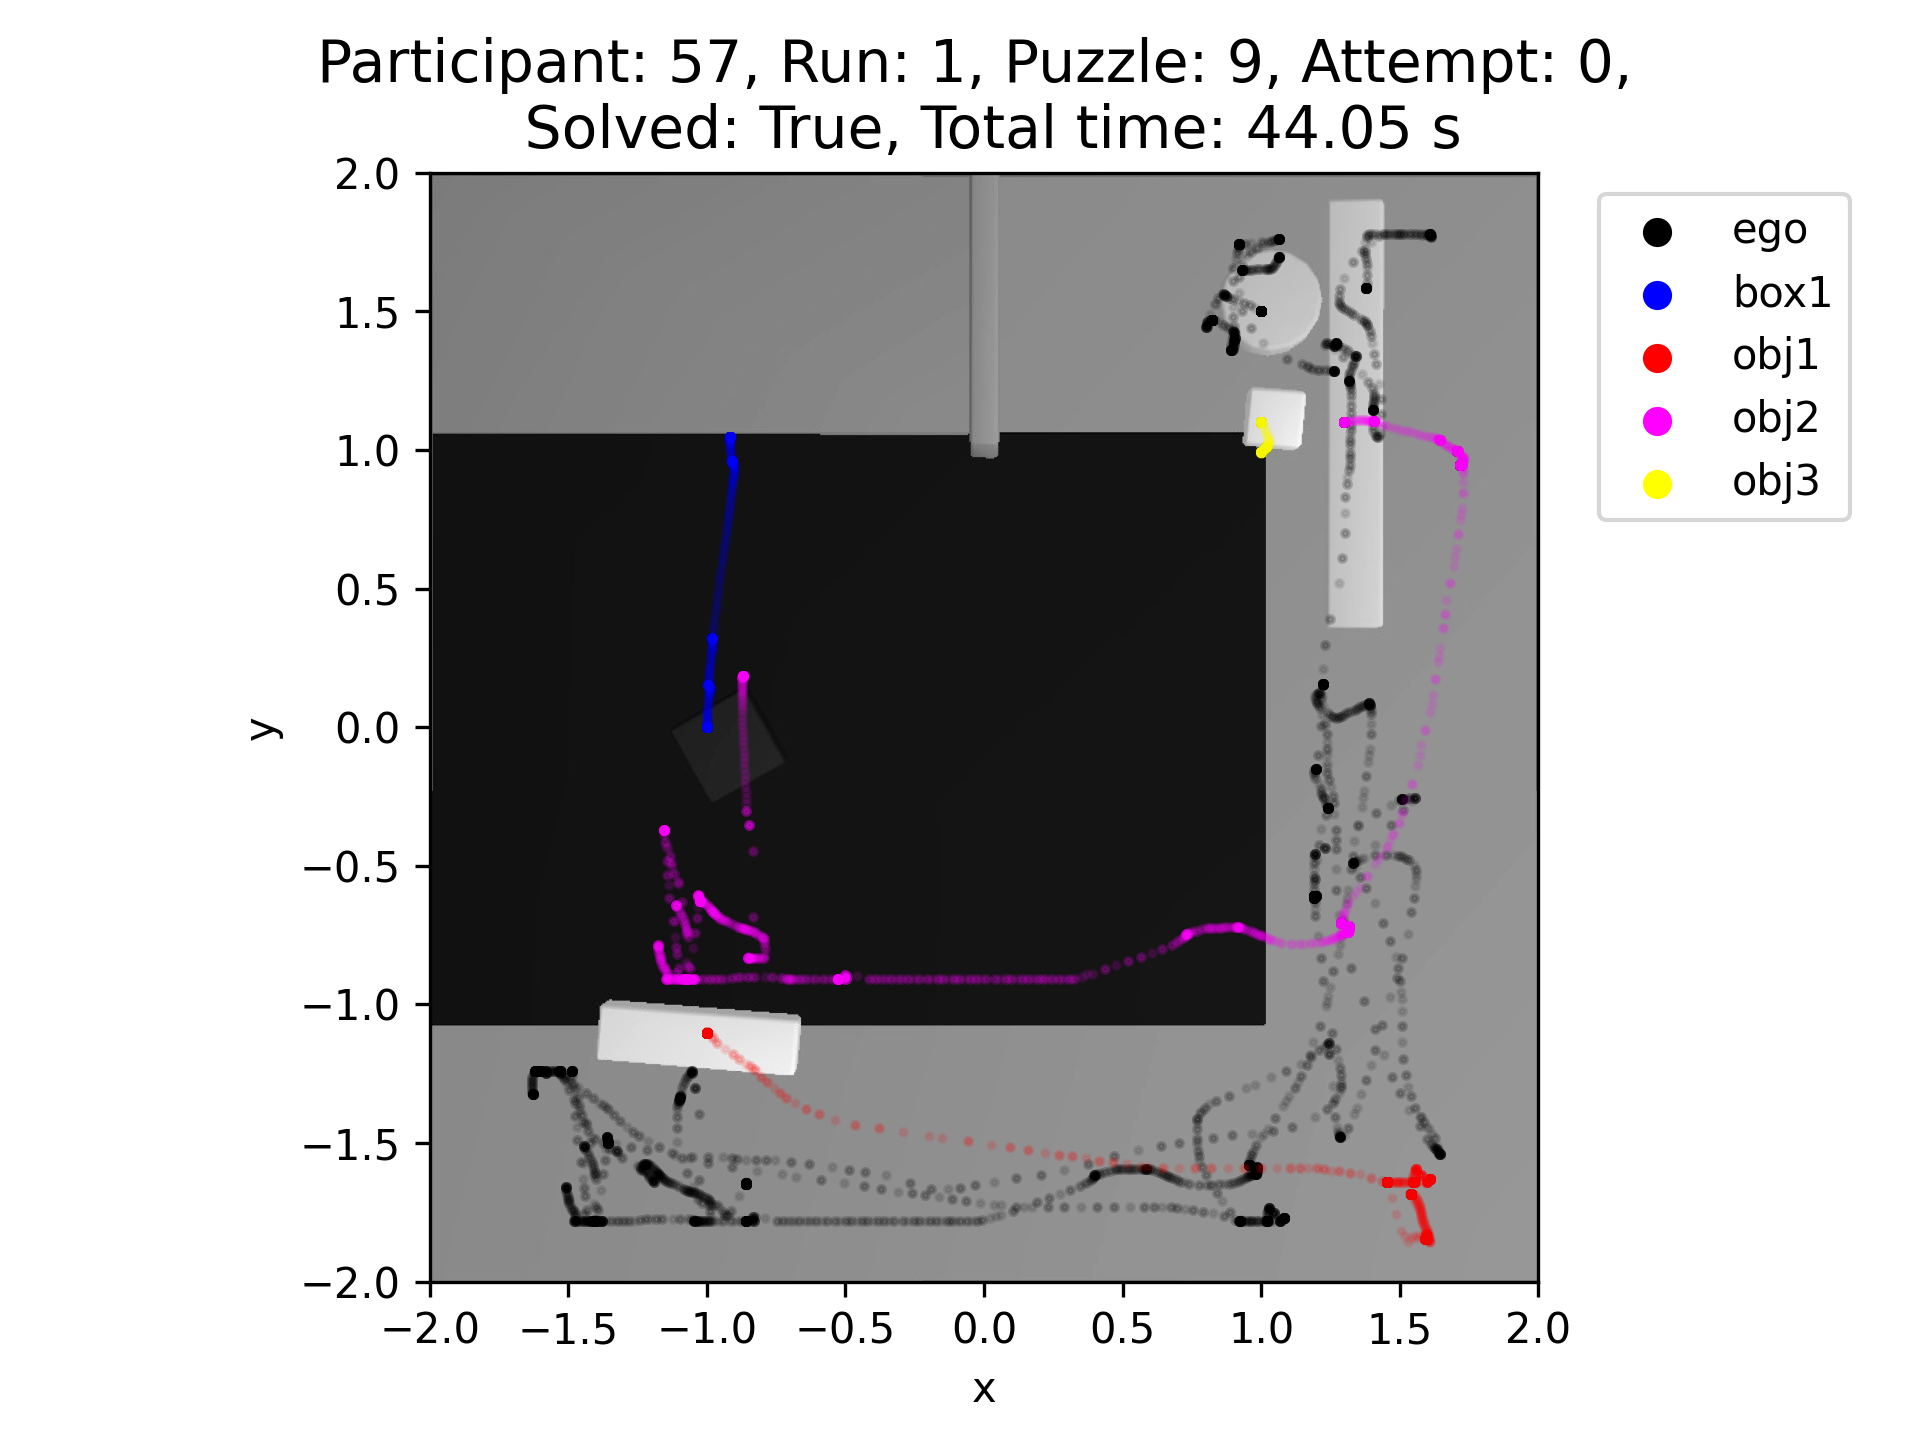 Participant: 57, Run: 1, Puzzle: 9, Attempt: 0,
Solved: True, Total time: 44.05 s
2.0
1.5
1.0
0.5
0.0
−0.5
−1.0
−1.5
−2.0
y
−2.0 −1.5 −1.0 −0.5 0.0 0.5 1.0 1.5 2.0
x
ego
box1
obj1
obj2
obj3